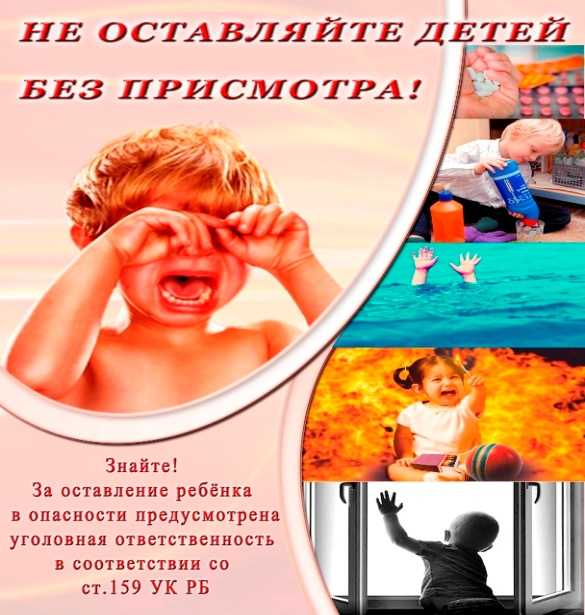 НЕ ОСТАВЛЯЙТЕ ДЕТЕЙ
БЕЗ ПРИСМОТРА!
Знайте!
За оставление ребёнка
в опасности предусмотрена
уголовная ответственность
в соответствии со
ст.159 УК РБ